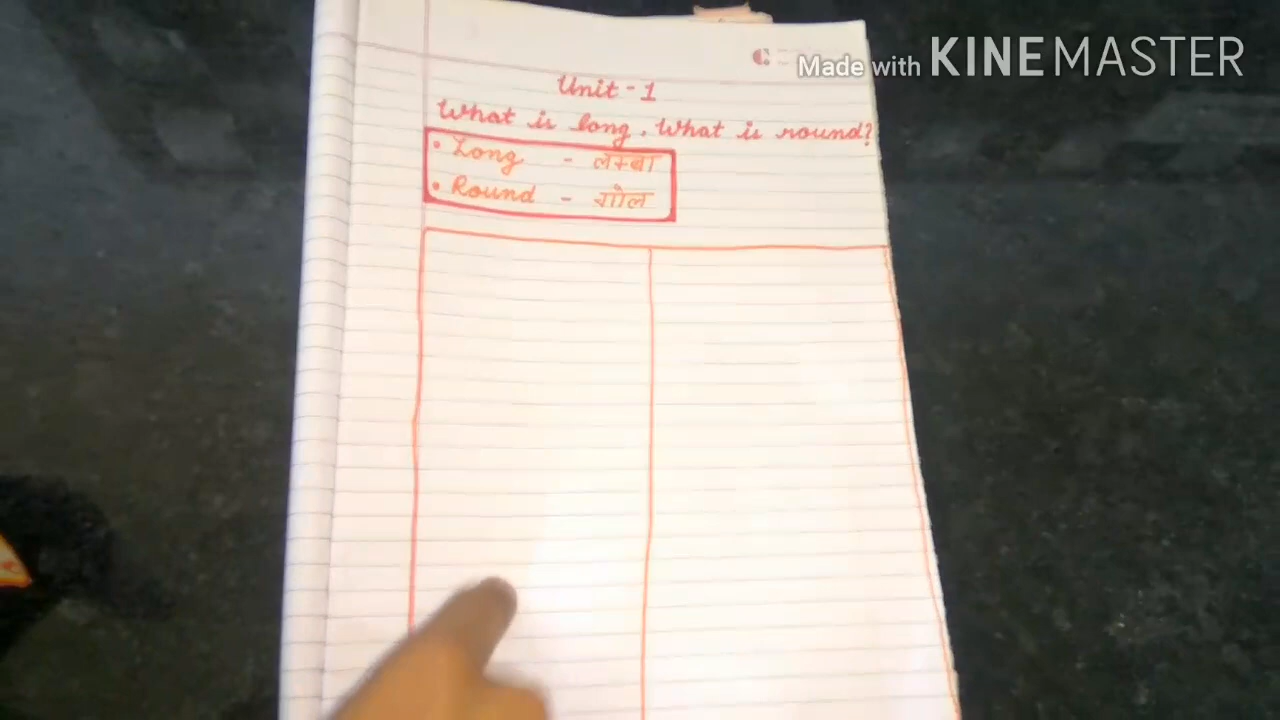 Made with KINEMASTER
Unit - 1
What is long. What is round?
• Long - लम्बा
• Round - गोल